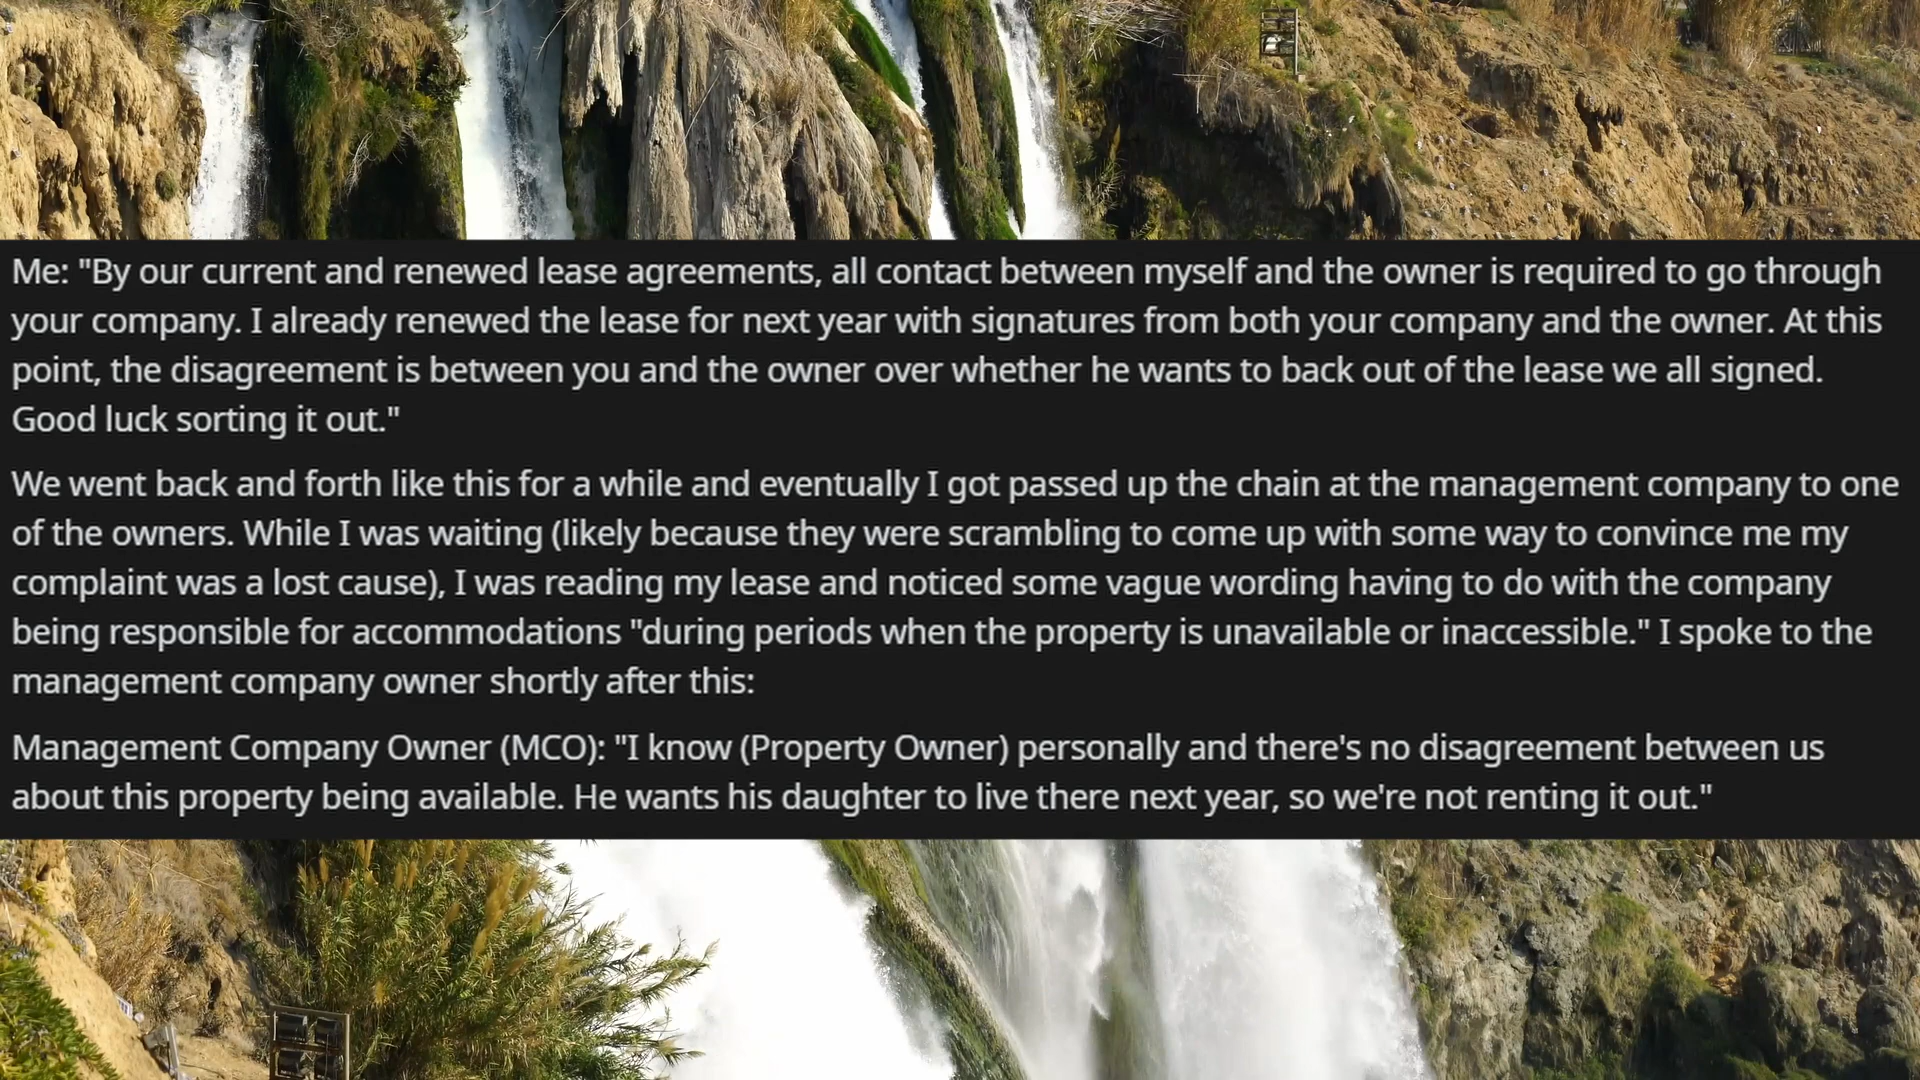 Me: "By our current and renewed lease agreements, all contact between myself and the owner is required to go through
your company. I already renewed the lease for next year with signatures from both your company and the owner. At this
point, the disagreement is between you and the owner over whether he wants to back out of the lease we all signed.
Good luck sorting it out."
We went back and forth like this for a while and eventually I got passed up the chain at the management company to one
of the owners. While I was waiting (likely because they were scrambling to come up with some way to convince me my
complaint was a lost cause), I was reading my lease and noticed some vague wording having to do with the company
being responsible for accommodations "during periods when the property is unavailable or inaccessible." I spoke to the
management company owner shortly after this:
Management Company Owner (MCO): "I know (Property Owner) personally and there's no disagreement between us
about this property being available. He wants his daughter to live there next year, so we're not renting it out."